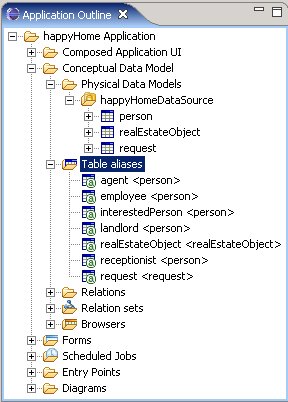 Application Outline
happyHome Application
Composed Application UI
Conceptual Data Model
Physical Data Models
happyHomeDataSource
person
realEstateObject
request
Table aliases
agent <person>
employee <person>
interestedPerson <person>
landlord <person>
realEstateObject <realEstateObject>
receptionist <person>
request <request>
Relations
Relation sets
Browsers
Forms
Scheduled Jobs
Entry Points
Diagrams